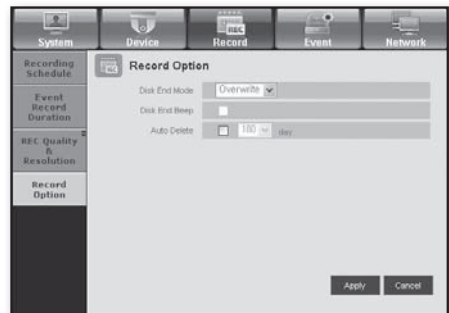 System
Device
REC
Record
Event
Network
Recording
Schedule
Event
Record
Duration
REC Quality
&
Resolution
Record
Option
Record Option
Disk End Mode
Overwrite
Disk End Beep
Auto Delete
180
day
Apply
Cancel